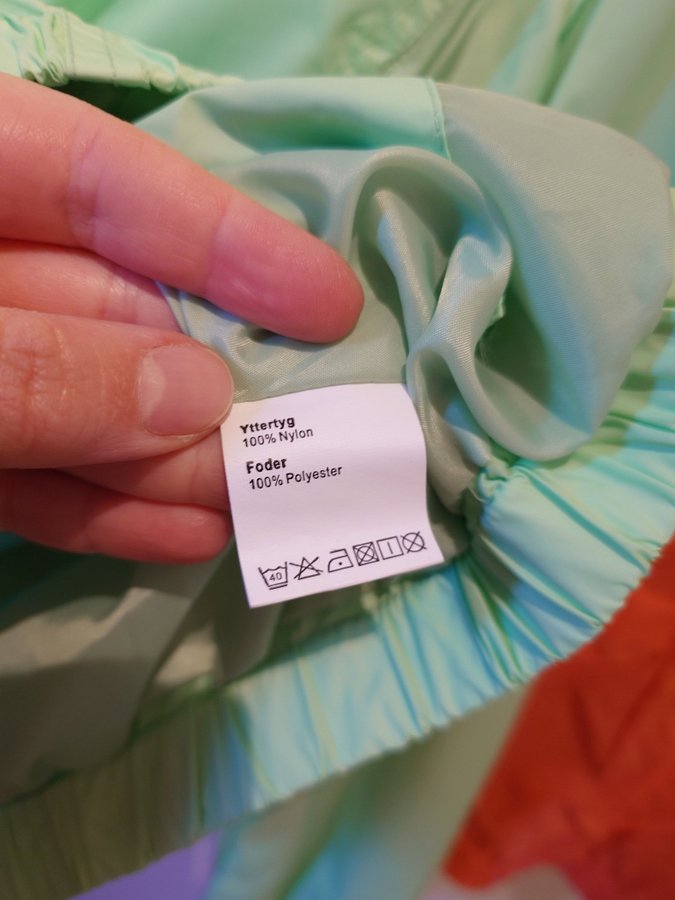 Yttertyg
100% Nylon
Foder
100% Polyester
40